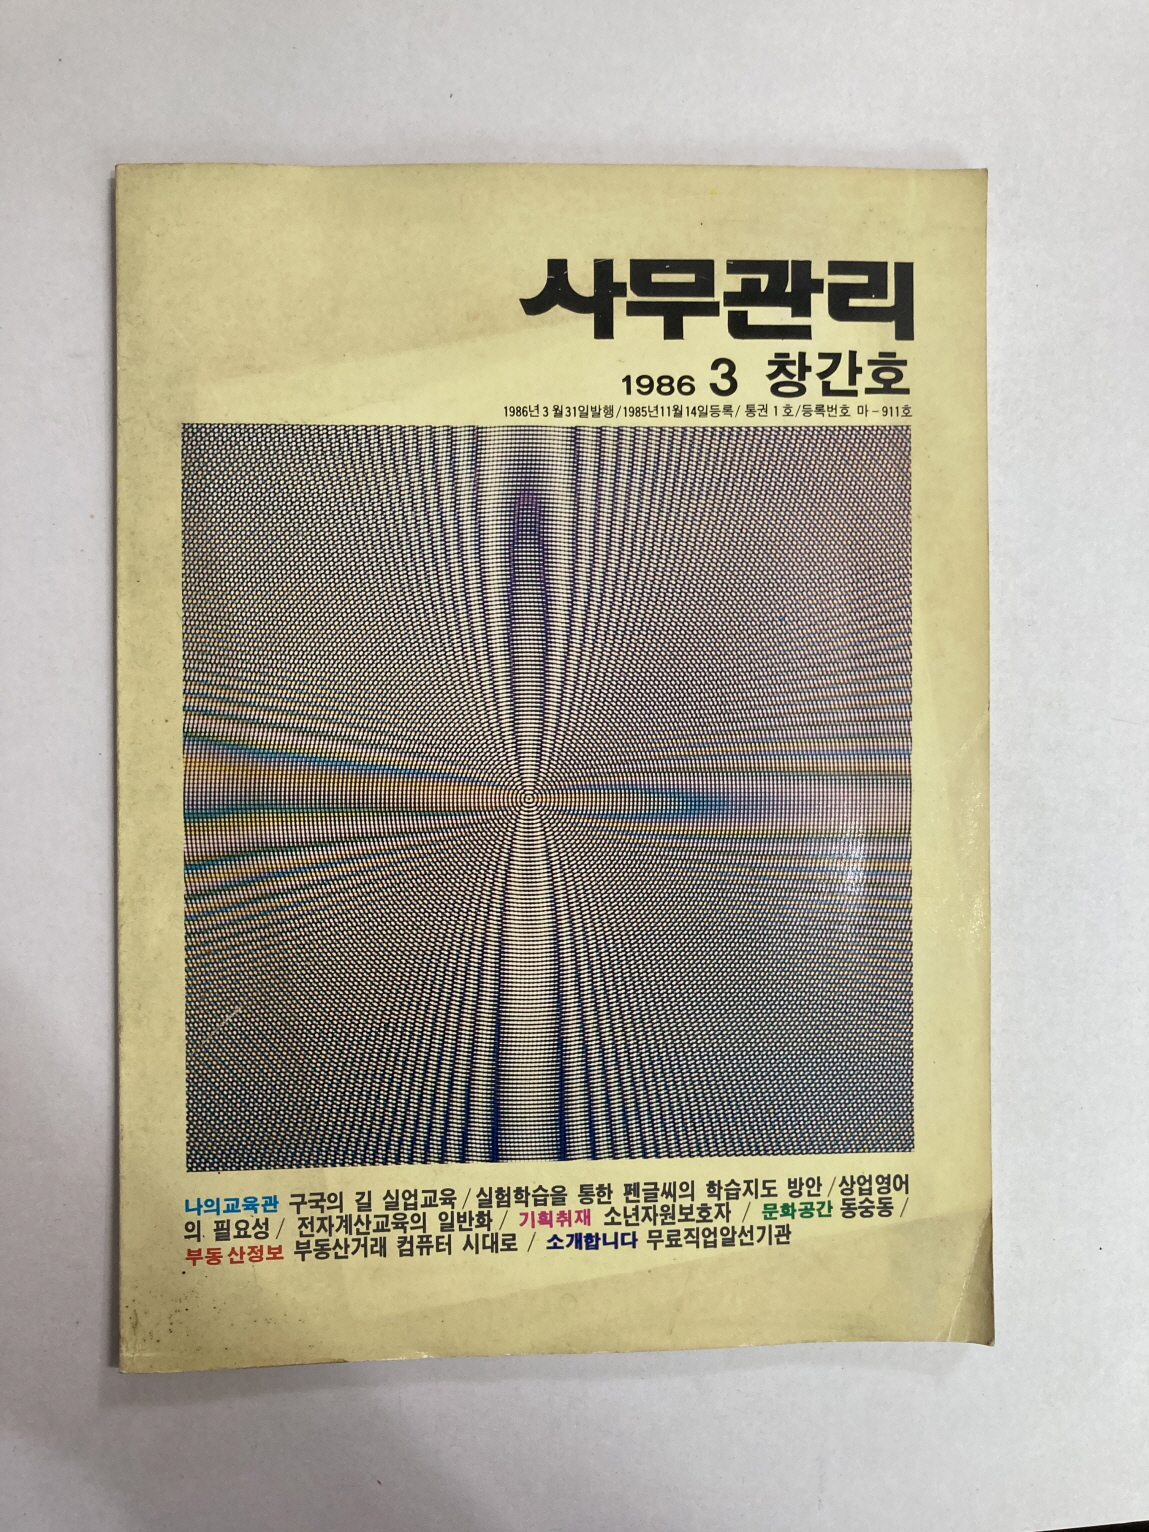 사무관리
1986 3 창간호
1986년 3월31일발행/1985년11월14일등록/ 통권 1호/등록번호 마-911호
나의교육관 구국의 길 실업교육/실험학습을 통한 펜글씨의 학습지도 방안/상업영어
의 필요성/ 전자계산교육의 일반화/ 기획취재 소년자원보호자 / 문화공간 동숭동/
부동산정보 부동산거래 컴퓨터 시대로 / 소개합니다 무료직업알선기관